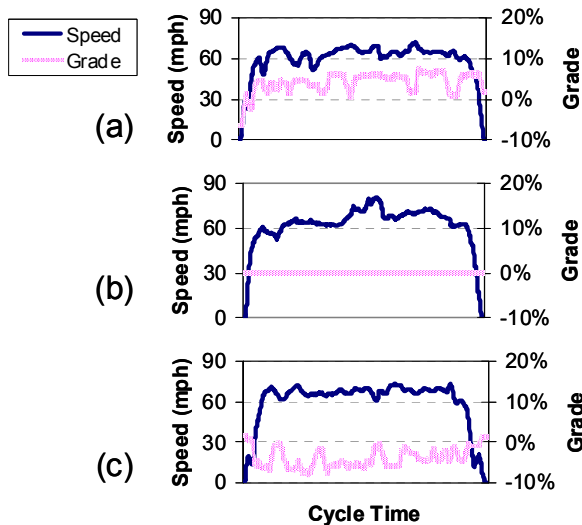 Speed
Grade
(a)
Speed (mph)
90
60
30
0
20%
10%
0%
-10%
Grade
(b)
Speed (mph)
90
60
30
0
20%
10%
0%
-10%
Grade
(c)
Speed (mph)
90
60
30
0
20%
10%
0%
-10%
Grade
Cycle Time